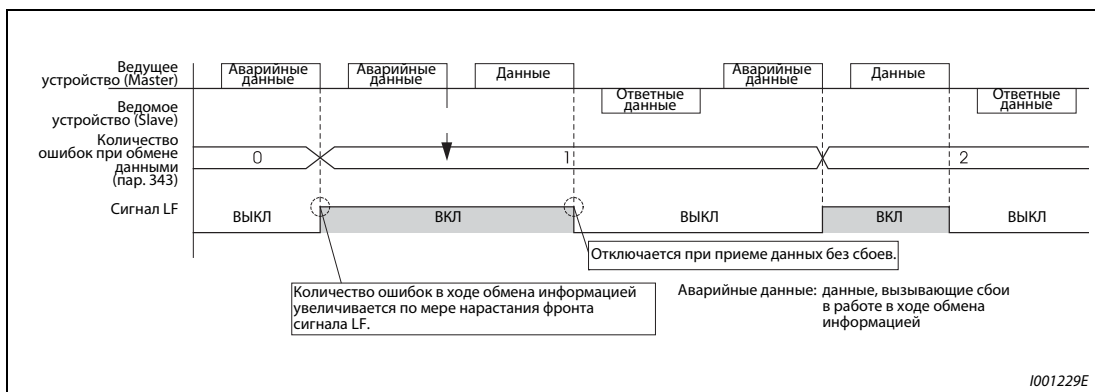 Ведущее
устройство (Master)
Аварийные
данные
Аварийные
данные
Данные
Аварийные
данные
Данные
Ведомое
устройство (Slave)
Ответные
данные
Ответные
данные
Количество
ошибок при обмене
данными
(пар. 343)
0
1
2
Сигнал LF
ВЫКЛ
ВКЛ
ВЫКЛ
ВКЛ
ВЫКЛ
Отключается при приеме данных без сбоев.
Количество ошибок в ходе обмена информацией
увеличивается по мере нарастания фронта
сигнала LF.
Аварийные данные: данные, вызывающие сбои
в работе в ходе обмена
информацией
I001229E